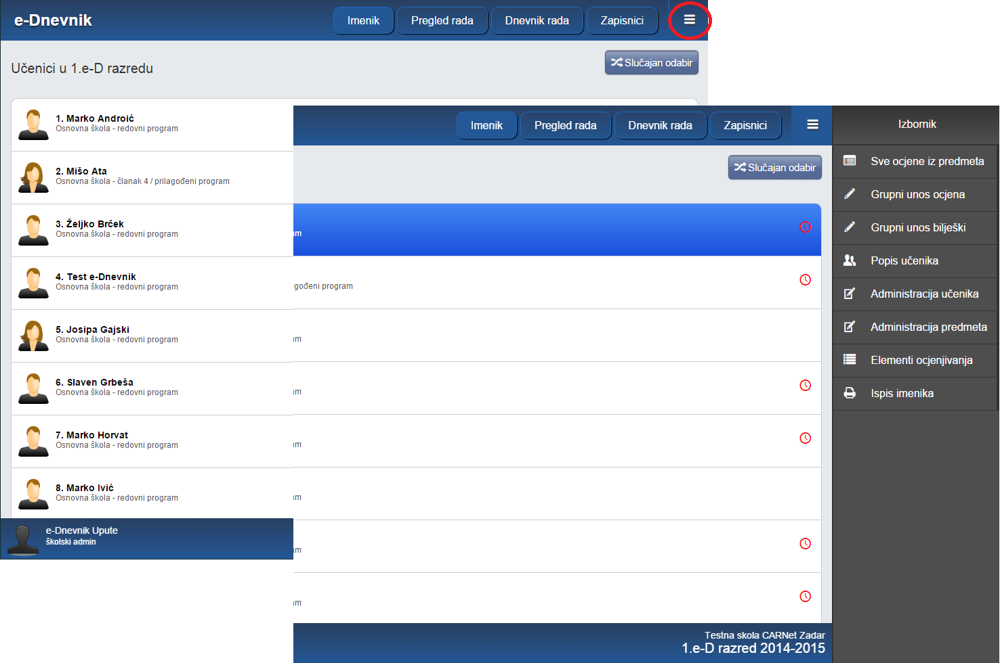 e-Dnevnik
Imenik
Pregled rada
Dnevnik rada
Zapisnici
Učenici u 1.e-D razredu
Slučajan odabir
1. Marko Androić
Osnovna škola - redovni program
2. Mišo Ata
Osnovna škola - članak 4 / prilagođeni program
3. Željko Brček
Osnovna škola - redovni program
4. Test e-Dnevnik
Osnovna škola - redovni program
5. Josipa Gajski
Osnovna škola - redovni program
6. Slaven Grbeša
Osnovna škola - redovni program
7. Marko Horvat
Osnovna škola - redovni program
8. Marko Ivić
Osnovna škola - redovni program
e-Dnevnik Upute
školski admin
Imenik
Pregled rada
Dnevnik rada
Zapisnici
Slučajan odabir
gođeni program
Testna skola CARNet Zadar
1.e-D razred 2014-2015
Izbornik
Sve ocjene iz predmeta
Grupni unos ocjena
Grupni unos bilješki
Popis učenika
Administracija učenika
Administracija predmeta
Elementi ocjenjivanja
Ispis imenika